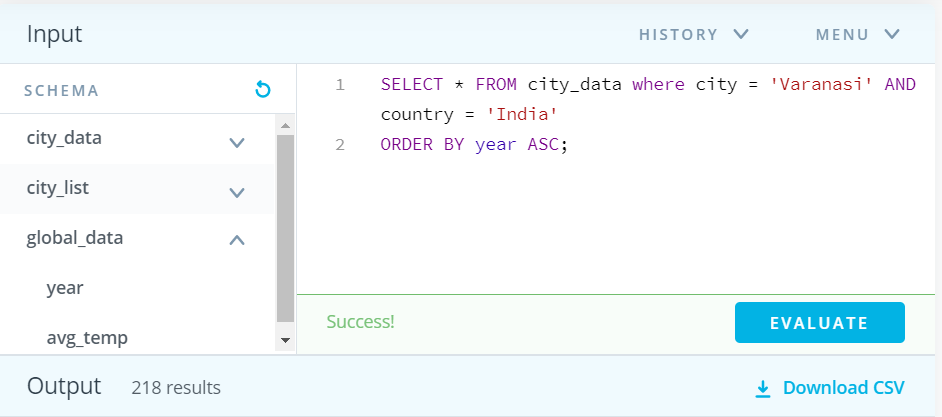 Input
HISTORY
MENU
SCHEMA
city_data
city_list
global_data
year
avg_temp
1 SELECT * FROM city_data where city = 'Varanasi' AND
country = 'India'
2 ORDER BY year ASC;
Success!
EVALUATE
Output 218 results
Download CSV